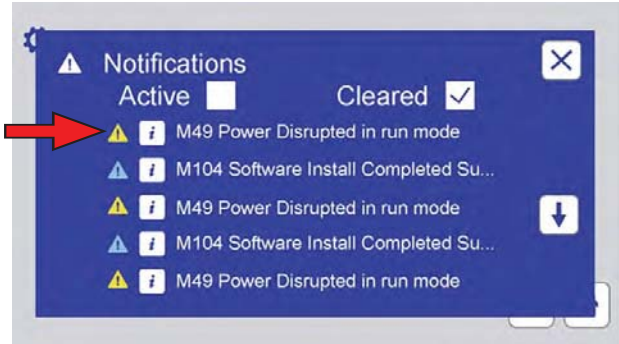 Notifications
Active Cleared
i M49 Power Disrupted in run mode
i M104 Software Install Completed Su...
i M49 Power Disrupted in run mode
i M104 Software Install Completed Su...
i M49 Power Disrupted in run mode